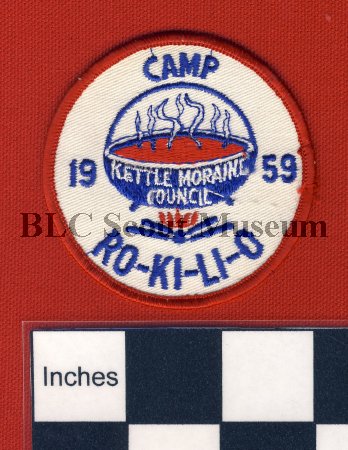 CAMP
KETTLE MORAINE
COUNCIL
19 59
BLC Scout Museum
RO-KI-LI-O
Inches